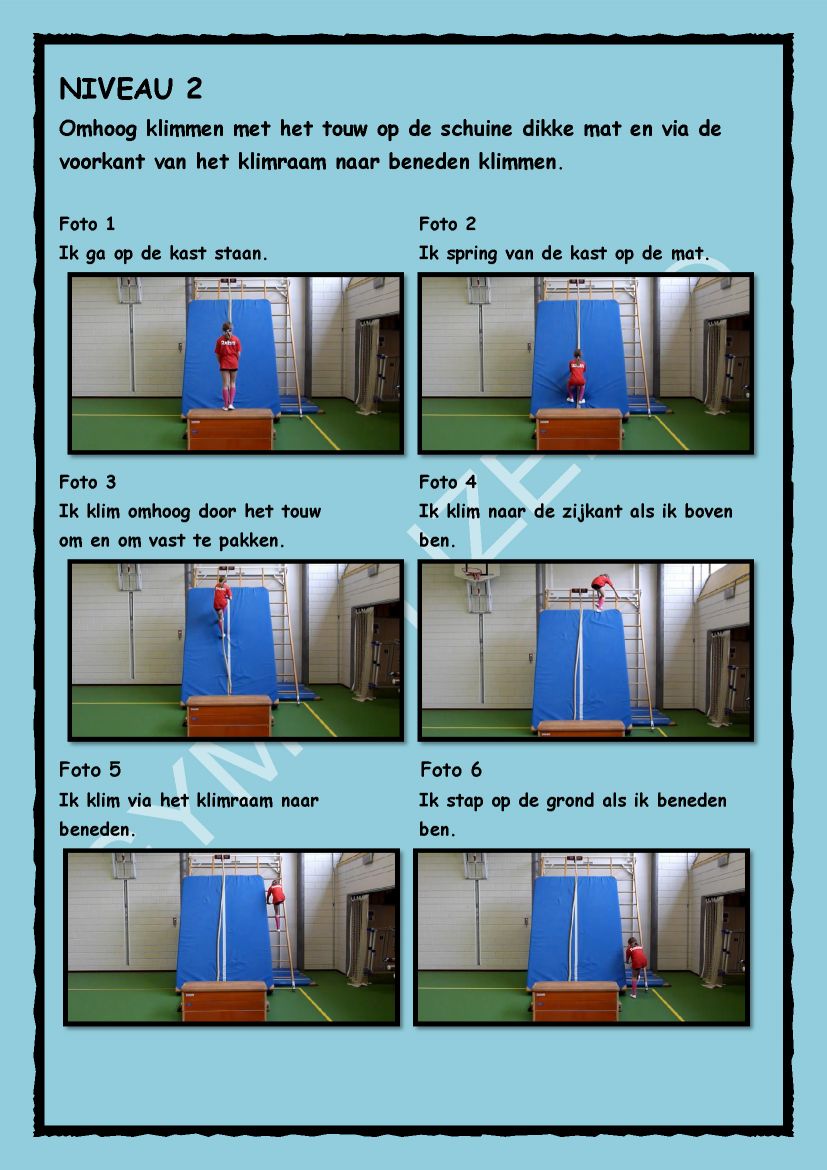 NIVEAU 2
Omhoog klimmen met het touw op de schuine dikke mat en via de
voorkant van het klimraam naar beneden klimmen.
Foto 1
Ik ga op de kast staan.
Foto 2
Ik spring van de kast op de mat.
Foto 3
Ik klim omhoog door het touw
om en om vast te pakken.
Foto 4
Ik klim naar de zijkant als ik boven
ben.
Foto 5
Ik klim via het klimraam naar
beneden.
Foto 6
Ik stap op de grond als ik beneden
ben.